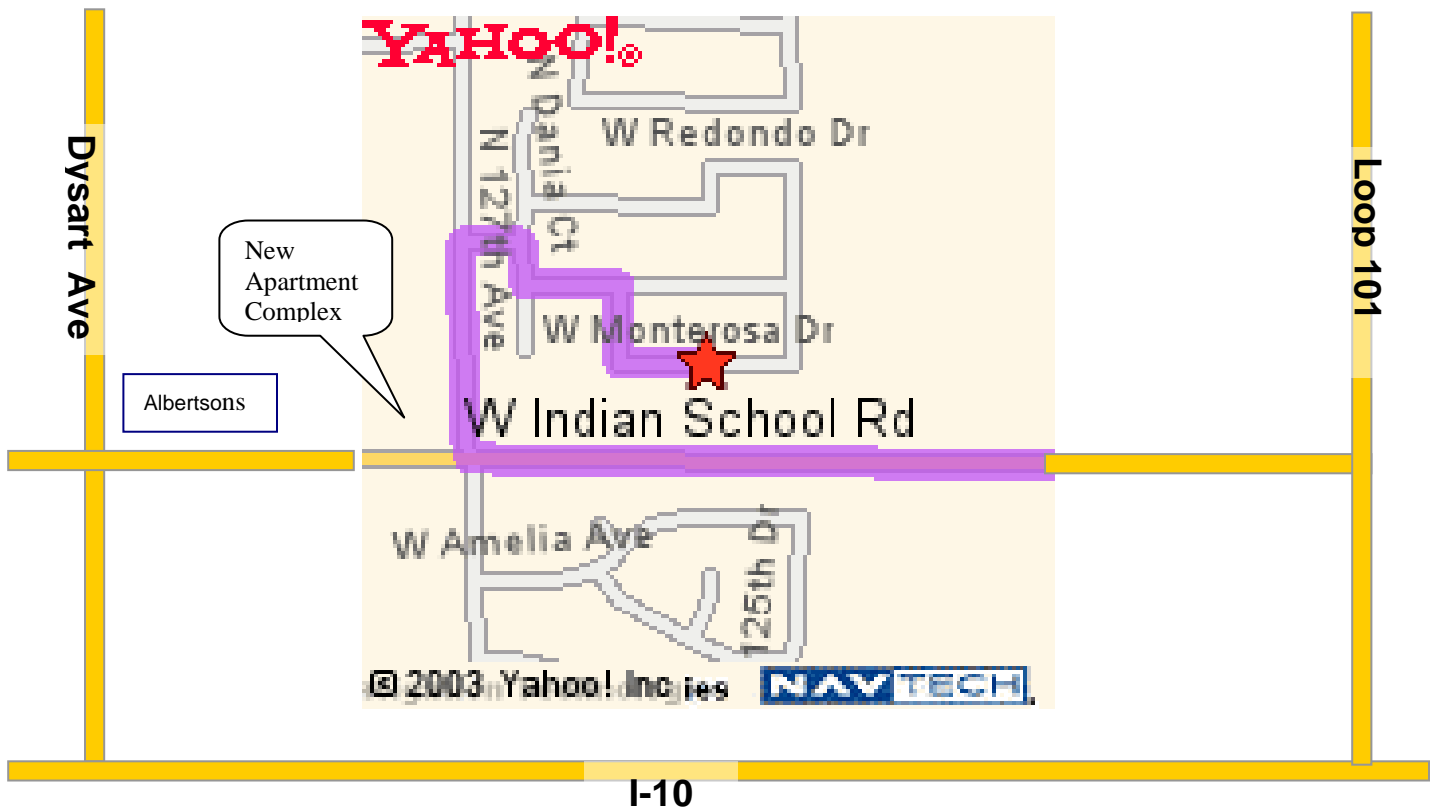 YAHOO!®
N Dania Ct
W Redondo Dr
N 127th Ave
Dysart Ave
Loop 101
New
Apartment
Complex
W Monterosa Dr
Albertsons
W Indian School Rd
W Amelia Ave
125th Dr
© 2003 Yahoo! Inc
NAVTECH
I-10